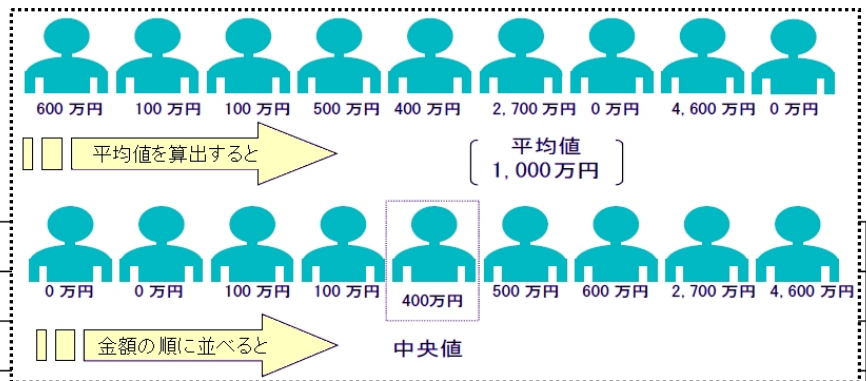 600 万円 100 万円 100 万円 500 万円 400 万円 2,700 万円 0 万円 4,600 万円 0 万円
平均値を算出すると
平均値
1,000万円
0 万円 0 万円 100 万円 100 万円 400万円 500 万円 600 万円 2,700 万円 4,600 万円
金額の順に並べると
中央値